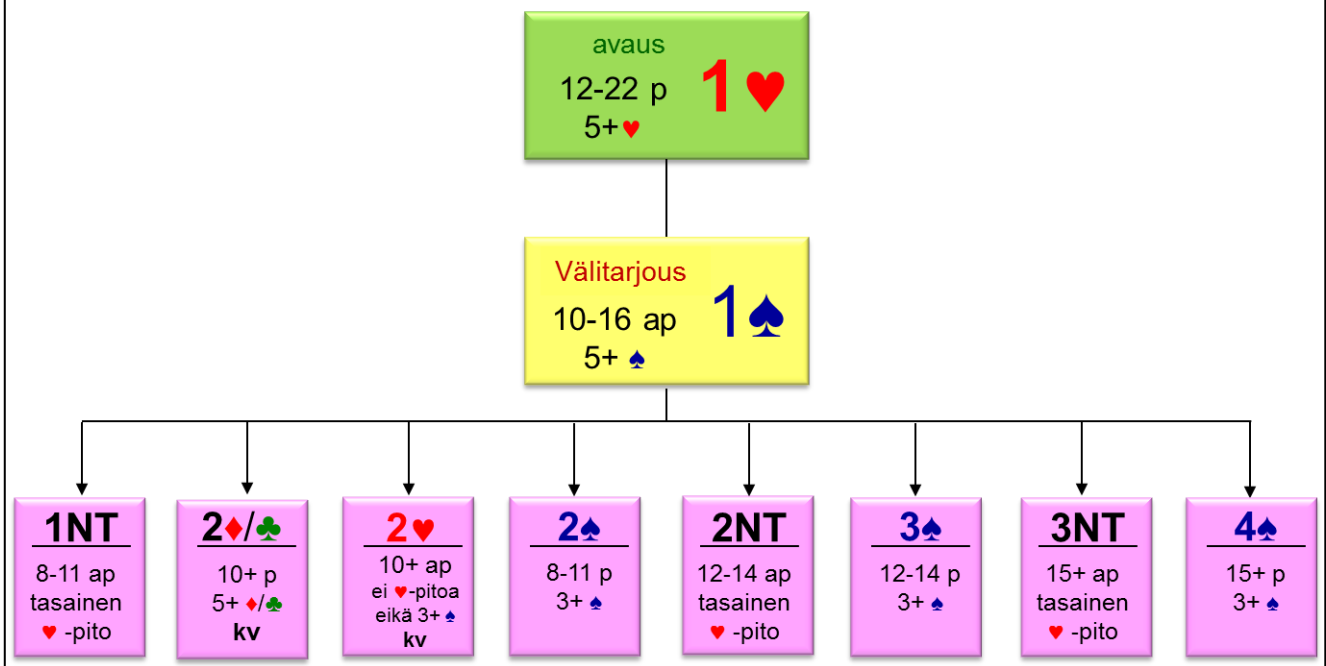 avaus
12-22 p
5+♥
1♥
Välitarjous
10-16 ap
5+ ♠
1♠
1NT
8-11 ap
tasainen
♥ -pito
2♦/♣
10+ p
5+ ♦/♣
kv
2♥
10+ ap
ei ♥-pitoa
eikä 3+ ♠
kv
2♠
8-11 p
3+ ♠
2NT
12-14 ap
tasainen
♥ -pito
3♠
12-14 p
3+ ♠
3NT
15+ ap
tasainen
♥ -pito
4♠
15+ p
3+ ♠